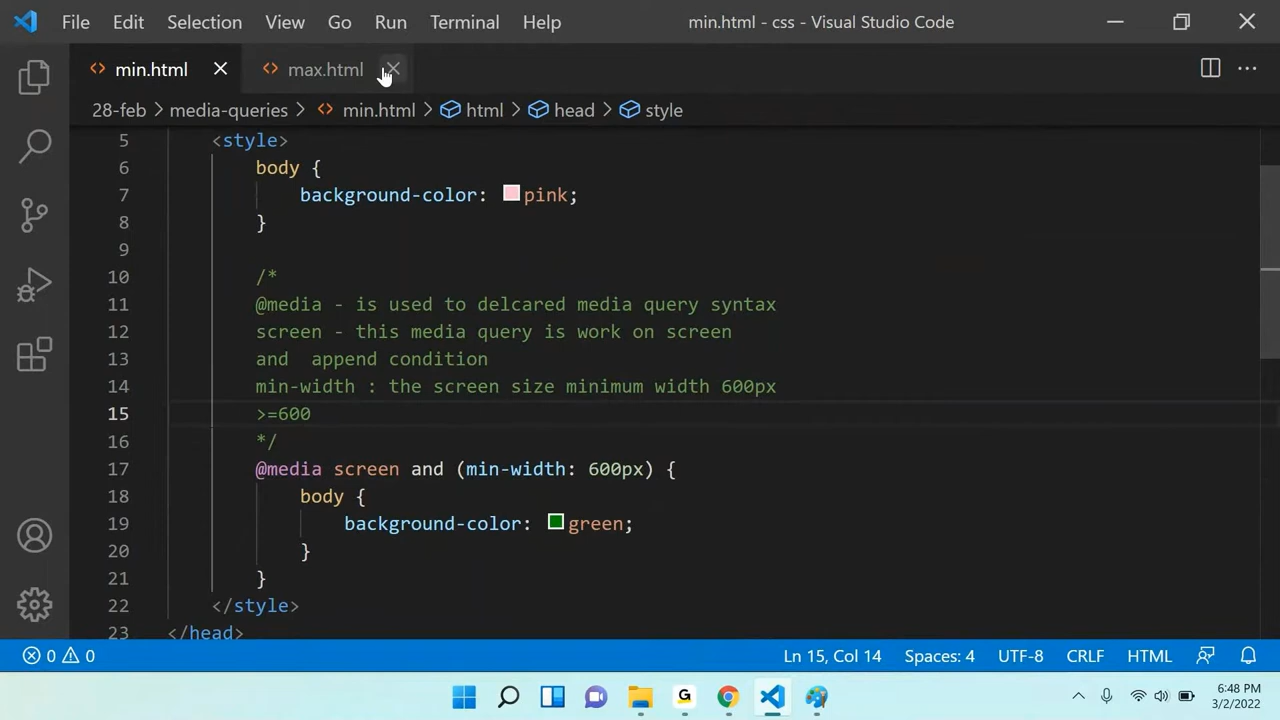 File Edit Selection View Go Run Terminal Help min.html - css - Visual Studio Code
min.html max.html
28-feb > media-queries > min.html > html > head > style
5 <style>
6 body {
7 background-color: pink;
8 }
9
10 /*
11 @media - is used to delcared media query syntax
12 screen - this media query is work on screen
13 and  append condition
14 min-width : the screen size minimum width 600px
15 >=600
16 */
17 @media screen and (min-width: 600px) {
18 body {
19 background-color: green;
20 }
21 }
22 </style>
23 </head>
0 0 Ln 15, Col 14 Spaces: 4 UTF-8 CRLF HTML
G 6:48 PM
3/2/2022